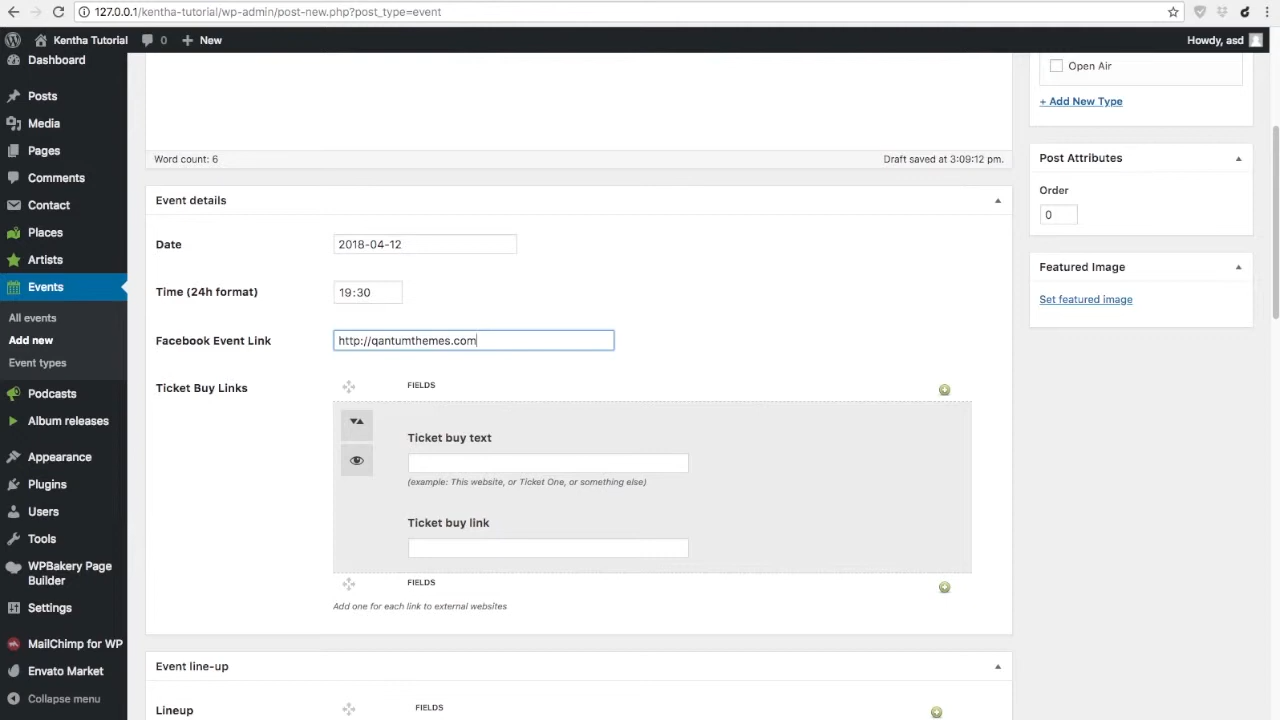 127.0.0.1/kentha-tutorial/wp-admin/post-new.php?post_type=event
Kentha Tutorial 0 New Howdy, asd
Dashboard
Posts
Media
Pages
Comments
Contact
Places
Artists
Events
All events
Add new
Event types
Podcasts
Album releases
Appearance
Plugins
Users
Tools
WPBakery Page
Builder
Settings
MailChimp for WP
Envato Market
Collapse menu
Word count: 6 Draft saved at 3:09:12 pm.
Event details
Date 2018-04-12
Time (24h format) 19:30
Facebook Event Link http://qantumthemes.com
Ticket Buy Links FIELDS
Ticket buy text
(example: This website, or Ticket One, or something else)
Ticket buy link
FIELDS
Add one for each link to external websites
Event line-up
Lineup FIELDS
Open Air
+ Add New Type
Post Attributes
Order
0
Featured Image
Set featured image